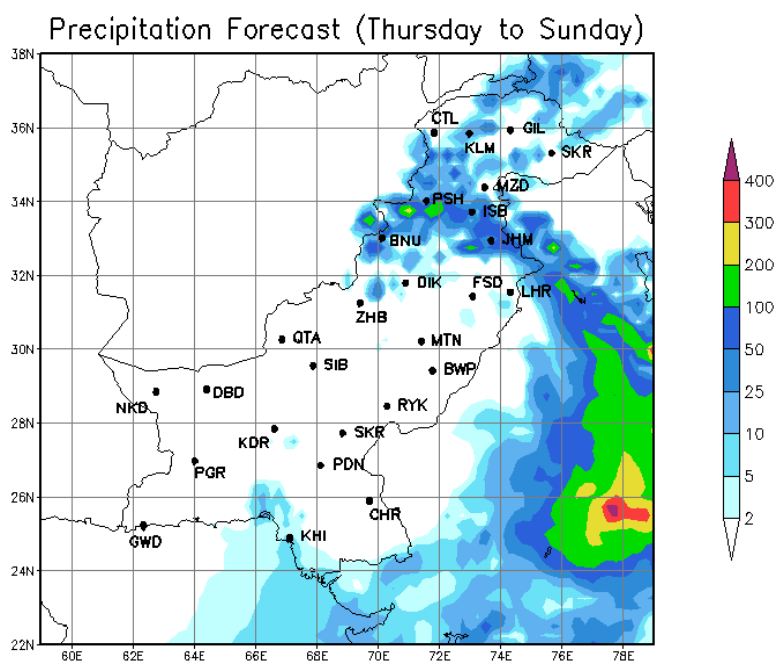 Precipitation Forecast (Thursday to Sunday)
38N
36N
34N
32N
30N
28N
26N
24N
22N
60E 62E 64E 66E 68E 70E 72E 74E 76E 78E
CTL
GIL
KLM
SKR
MZD
PSH
ISB
BNU
JHM
DIK
FSD
LHR
ZHB
QTA
MTN
SIB
BWP
DBD
NKD
RYK
KDR
SKR
PDN
PGR
CHR
GWD
KHI
400
300
200
100
50
25
10
5
2